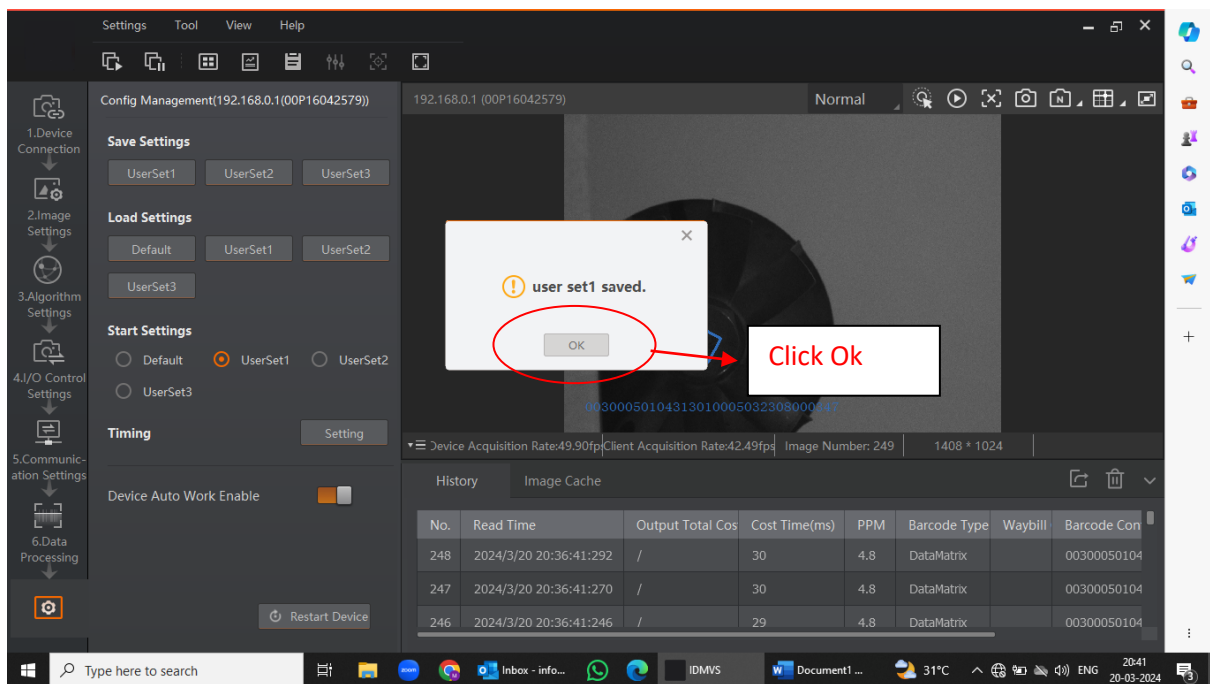 Settings Tool View Help
Config Management(192.168.0.1(00P16042579))
192.168.0.1 (00P16042579)
Normal
1.Device
Connection
2.Image
Settings
3.Algorithm
Settings
4.I/O Control
Settings
5.Communic-
ation Settings
6.Data
Processing
Save Settings
UserSet1 UserSet2 UserSet3
Load Settings
Default UserSet1 UserSet2
UserSet3
Start Settings
Default UserSet1 UserSet2
UserSet3
Timing Setting
Device Auto Work Enable
Restart Device
user set1 saved.
OK
Click Ok
Device Acquisition Rate:49.90fp Client Acquisition Rate:42.49fps Image Number: 249 1408 * 1024
History Image Cache
No. Read Time Output Total Cos Cost Time(ms) PPM Barcode Type Waybill Barcode Con
248 2024/3/20 20:36:41:292 / 30 4.8 DataMatrix 00300050104
247 2024/3/20 20:36:41:270 / 30 4.8 DataMatrix 00300050104
246 2024/3/20 20:36:41:246 / 29 4.8 DataMatrix 00300050104
Type here to search
zoom
Inbox - info...
IDMVS
Document1 ...
31°C
ENG
20:41
20-03-2024
3